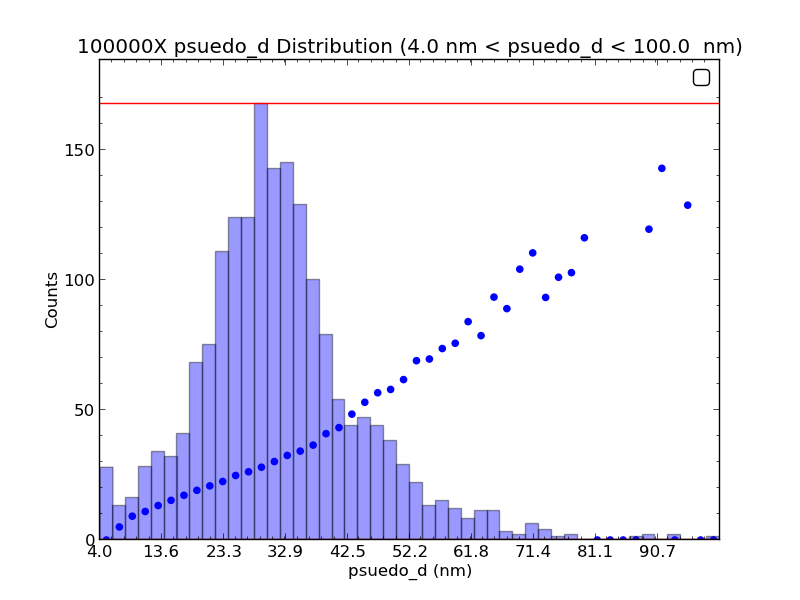 100000X psuedo_d Distribution (4.0 nm < psuedo_d < 100.0  nm)
Counts
150
100
50
0
4.0 13.6 23.3 32.9 42.5 52.2 61.8 71.4 81.1 90.7
psuedo_d (nm)